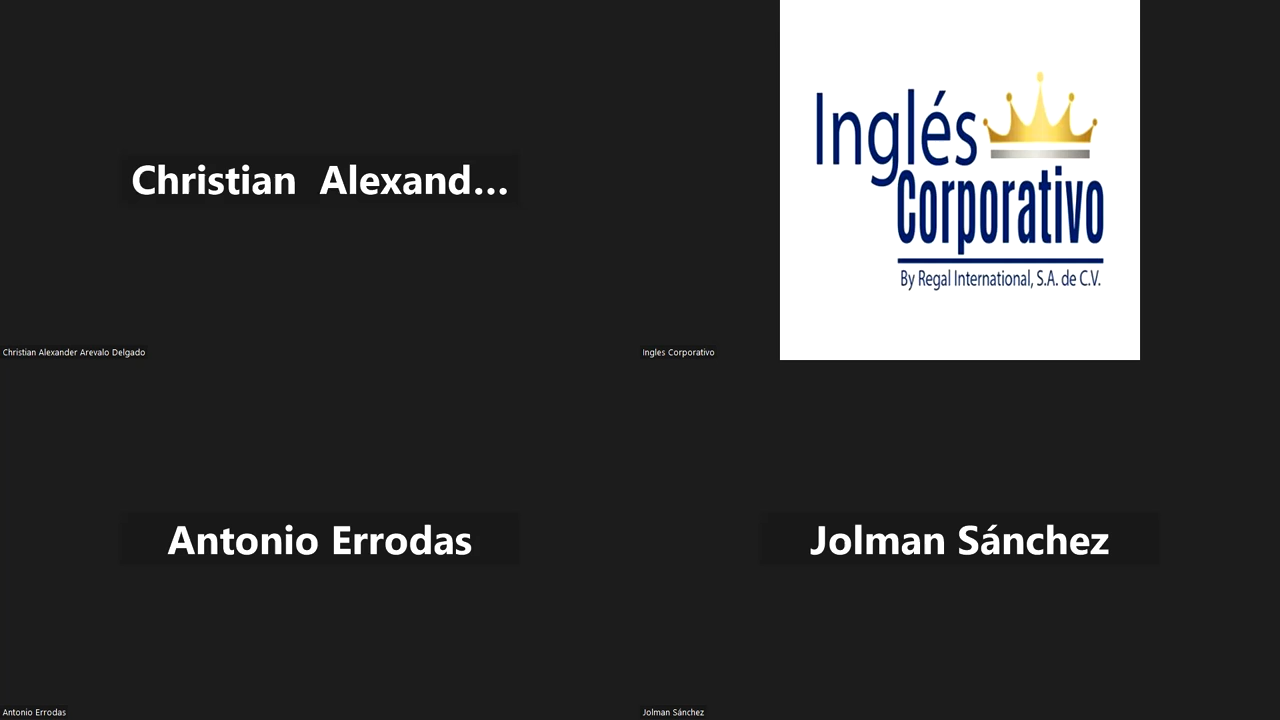 Christian Alexand...
Christian Alexander Arevalo Delgado
Inglés
Corporativo
By Regal International, S.A. de C.V.
Ingles Corporativo
Antonio Errodas
Antonio Errodas
Jolman Sánchez
Jolman Sánchez